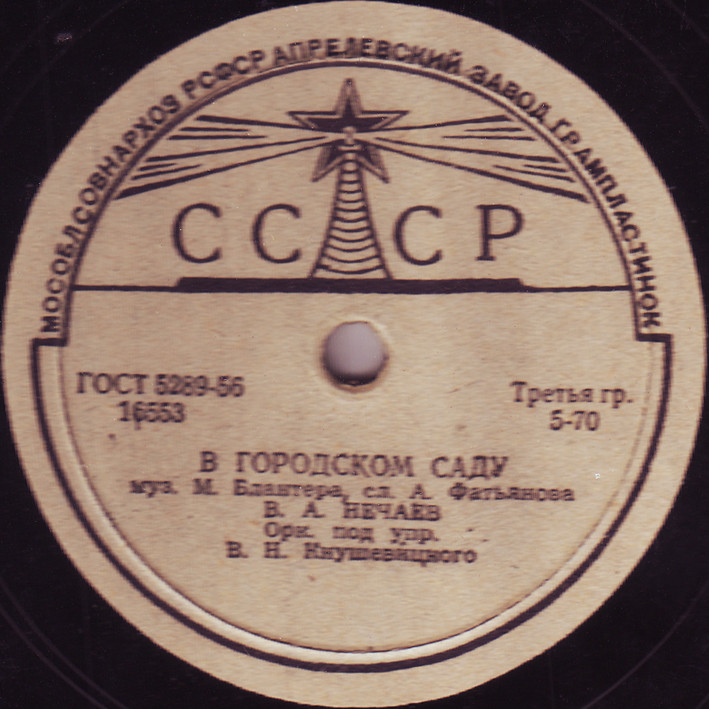 МОСОБЛСОВНАРХОЗ РСФСР АПРЕЛЕВСКИЙ ЗАВОД ГРАМПЛАСТИНОК
СССР
ГОСТ 5289-56
16553
Третья гр.
5-70
В ГОРОДСКОМ САДУ
муз. М. Блантера, сл. А. Фатьянова
В. А. НЕЧАЕВ
Орк. под упр.
В. Н. Кнушевицкого